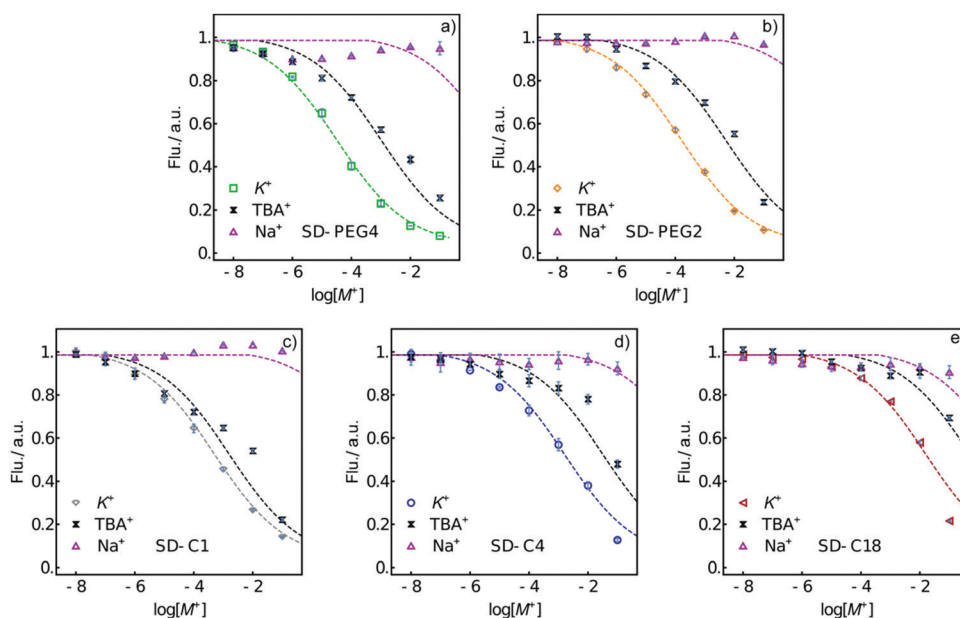 a)
Flu./ a.u.
1.
0.8
0.6
0.4
0.2
0.
K+
TBA+
Na+ SD- PEG4
- 8 - 6 - 4 - 2
log[M+]
b)
Flu./ a.u.
1.
0.8
0.6
0.4
0.2
0.
K+
TBA+
Na+ SD- PEG2
- 8 - 6 - 4 - 2
log[M+]
c)
Flu./ a.u.
1.
0.8
0.6
0.4
0.2
0.
K+
TBA+
Na+ SD- C1
- 8 - 6 - 4 - 2
log[M+]
d)
Flu./ a.u.
1.
0.8
0.6
0.4
0.2
0.
K+
TBA+
Na+ SD- C4
- 8 - 6 - 4 - 2
log[M+]
e
Flu./ a.u.
1.
0.8
0.6
0.4
0.2
0.
K+
TBA+
Na+ SD- C18
- 8 - 6 - 4 - 2
log[M+]